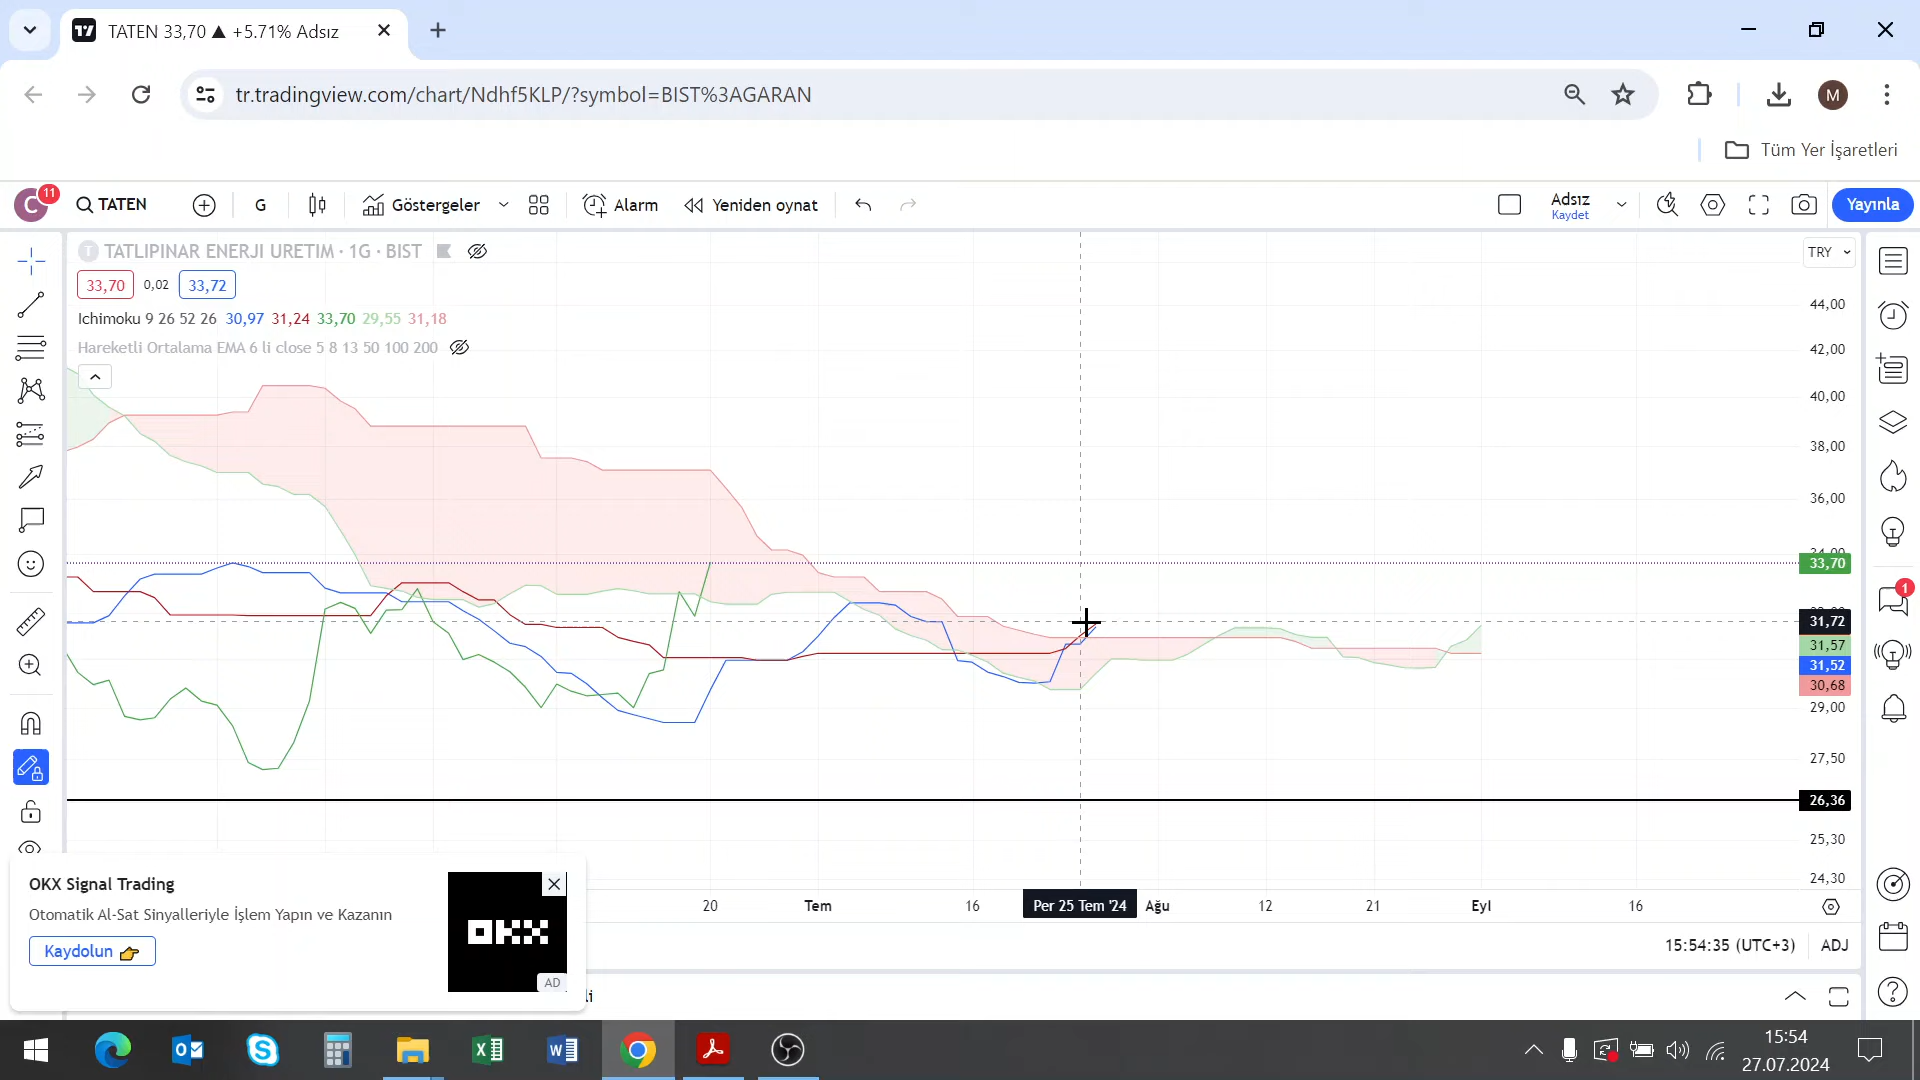 TATEN 33,70 ▲ +5.71% Adsız
tr.tradingview.com/chart/Ndhf5KLP/?symbol=BIST%3AGARAN
M
Tüm Yer İşaretleri
C
11
TATEN
G
Göstergeler
Alarm
Yeniden oynat
Adsız
Kaydet
Yayınla
T TATLIPINAR ENERJI URETIM · 1G · BIST
TRY
33,70 0,02 33,72
Ichimoku 9 26 52 26 30,97 31,24 33,70 29,55 31,18
Hareketli Ortalama EMA 6 li close 5 8 13 50 100 200
44,00
42,00
40,00
38,00
36,00
34,00
33,70
31,72
31,57
31,52
30,68
29,00
27,50
26,36
25,30
24,30
1
20 Tem 16 Per 25 Tem '24 Ağu 12 21 Eyl 16
OKX Signal Trading
Otomatik Al-Sat Sinyalleriyle İşlem Yapın ve Kazanın
Kaydolun
OKX
AD
15:54:35 (UTC+3) ADJ
15:54
27.07.2024